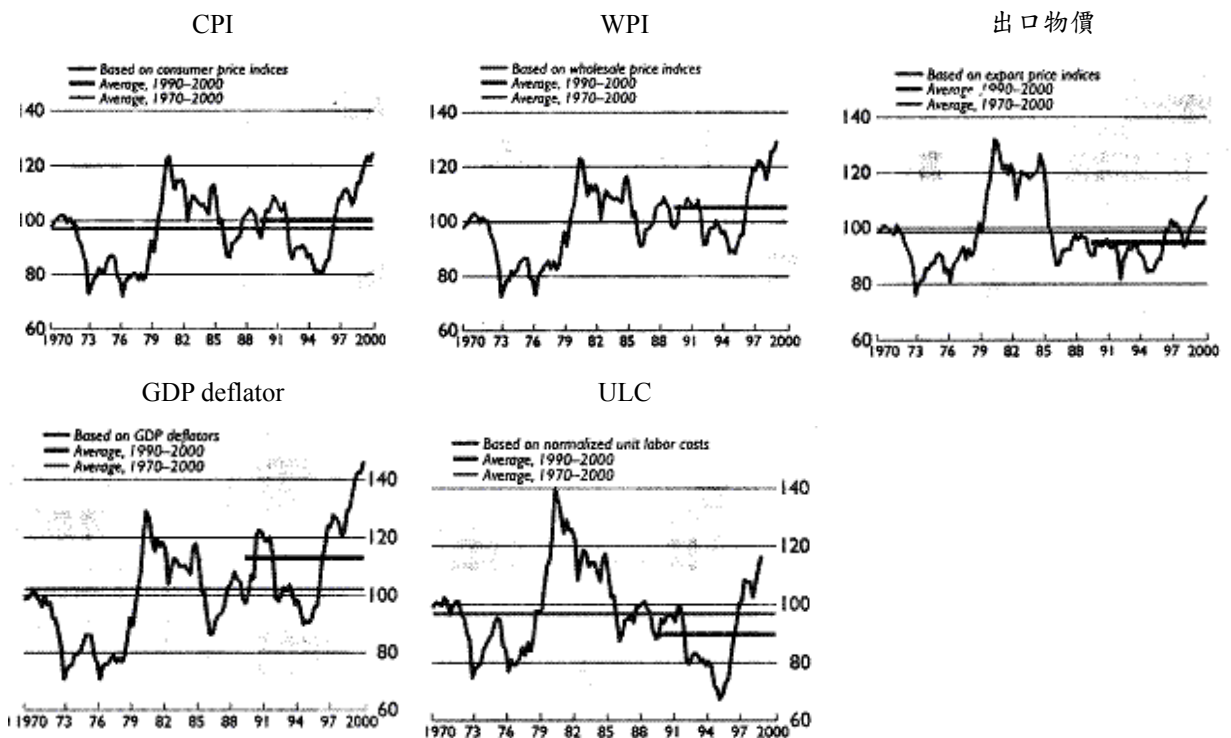 CPI
WPI
出口物價
Based on consumer price indices
Average, 1990–2000
Average, 1970–2000
140
120
100
80
60
1970 73 76 79 82 85 88 91 94 97 2000
Based on wholesale price indices
Average, 1990–2000
Average, 1970–2000
140
120
100
80
60
1970 73 76 79 82 85 88 91 94 97 2000
Based on export price indices
Average, 1990–2000
Average, 1970–2000
140
120
100
80
60
1970 73 76 79 82 85 88 91 94 97 2000
GDP deflator
ULC
Based on GDP deflators
Average, 1990–2000
Average, 1970–2000
140
120
100
80
60
1970 73 76 79 82 85 88 91 94 97 2000
Based on normalized unit labor costs
Average, 1990–2000
Average, 1970–2000
140
120
100
80
60
1970 73 76 79 82 85 88 91 94 97 2000